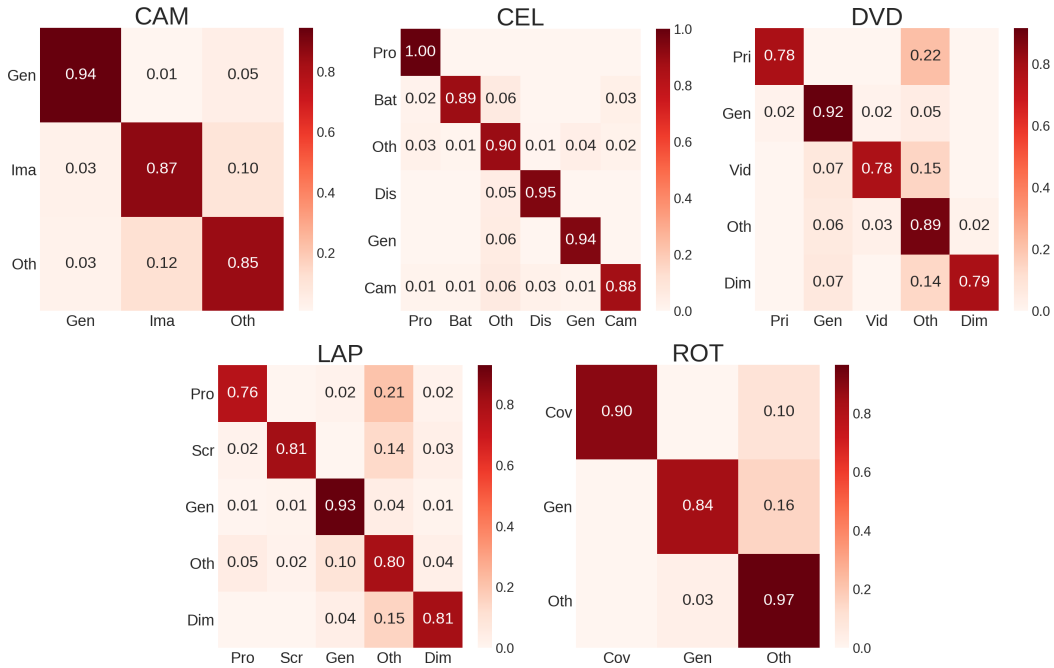 CAM
Gen 0.94 0.01 0.05
Ima 0.03 0.87 0.10
Oth 0.03 0.12 0.85
Gen Ima Oth
0.8
0.6
0.4
0.2
CEL
Pro 1.00
Bat 0.02 0.89 0.06 0.03
Oth 0.03 0.01 0.90 0.01 0.04 0.02
Dis 0.05 0.95
Gen 0.06 0.94
Cam 0.01 0.01 0.06 0.03 0.01 0.88
Pro Bat Oth Dis Gen Cam
1.0
0.8
0.6
0.4
0.2
0.0
DVD
Pri 0.78 0.22
Gen 0.02 0.92 0.02 0.05
Vid 0.07 0.78 0.15
Oth 0.06 0.03 0.89 0.02
Dim 0.07 0.14 0.79
Pri Gen Vid Oth Dim
0.8
0.6
0.4
0.2
0.0
LAP
Pro 0.76 0.02 0.21 0.02
Scr 0.02 0.81 0.14 0.03
Gen 0.01 0.01 0.93 0.04 0.01
Oth 0.05 0.02 0.10 0.80 0.04
Dim 0.04 0.15 0.81
Pro Scr Gen Oth Dim
0.8
0.6
0.4
0.2
0.0
ROT
Cov 0.90 0.10
Gen 0.84 0.16
Oth 0.03 0.97
Cov Gen Oth
0.8
0.6
0.4
0.2
0.0